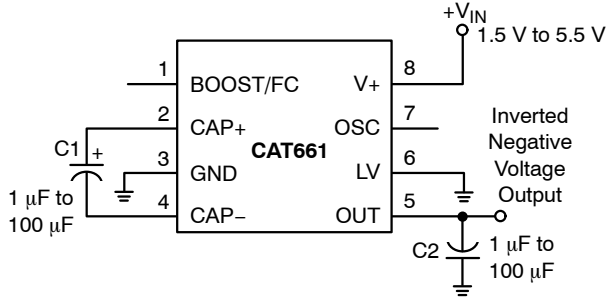 +VIN
1.5 V to 5.5 V
1
BOOST/FC
V+
8
2
CAP+
OSC
7
Inverted
Negative
Voltage
Output
C1
+
CAT661
3
GND
LV
6
1 μF to
100 μF
4
CAP−
OUT
5
C2
1 μF to
100 μF